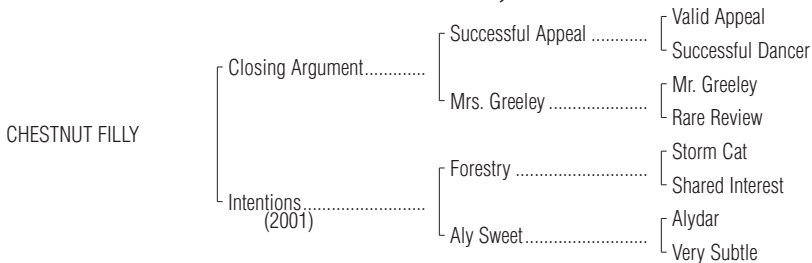 Valid Appeal
Successful Appeal ............
Successful Dancer
Closing Argument.............
Mr. Greeley
Mrs. Greeley .....................
Rare Review
CHESTNUT FILLY
Storm Cat
Forestry ............................
Shared Interest
Intentions..........................
(2001)
Alydar
Aly Sweet..........................
Very Subtle